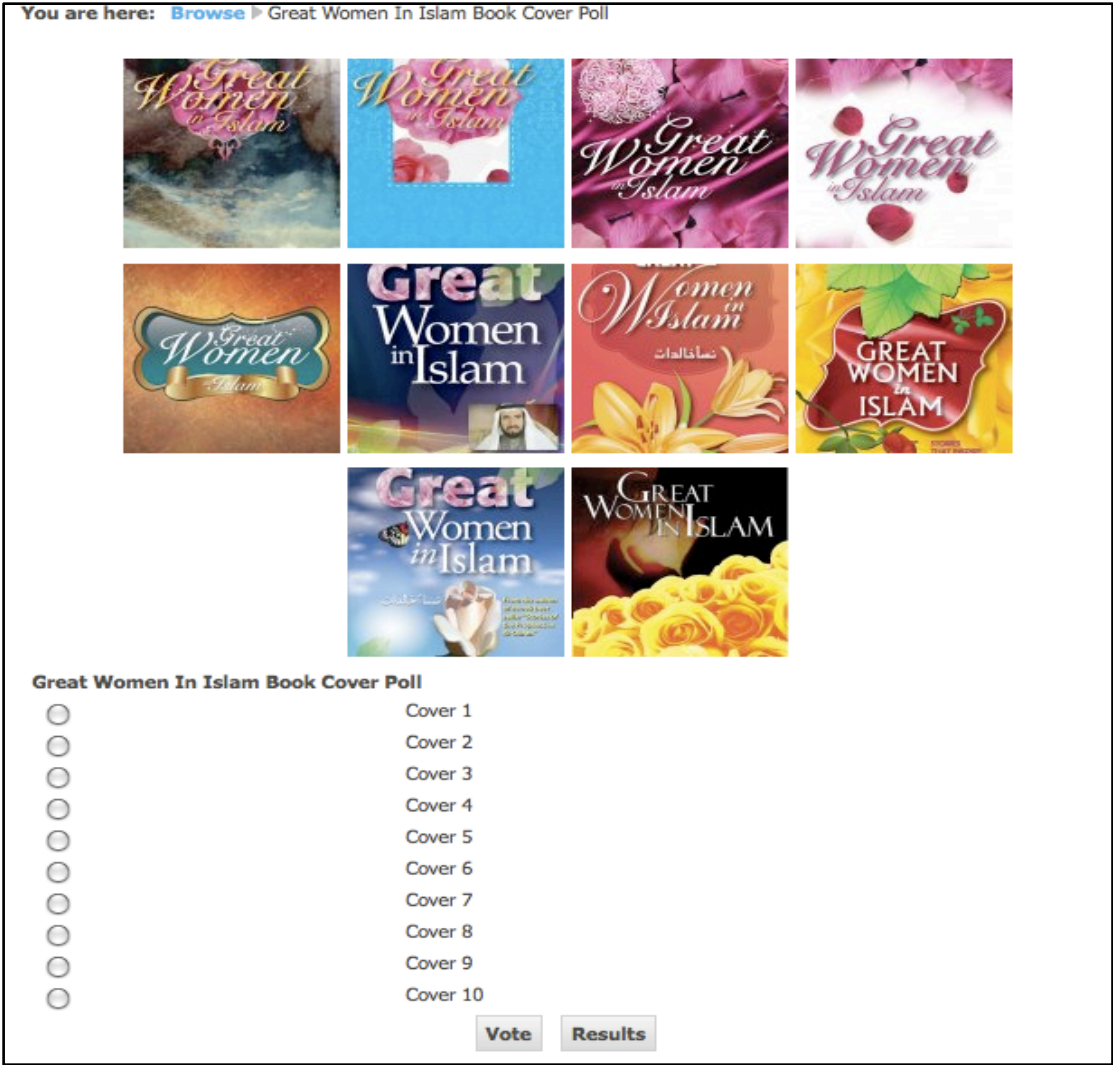 You are here: Browse Great Women In Islam Book Cover Poll
Great
Women
in Islam
Great
Women
in Islam
Great
Women
in Islam
Great
Women
in Islam
Great
Women
in Islam
Great
Women
in Islam
Women
in
Islam
GREAT
WOMEN
in
ISLAM
Great
Women
in Islam
From the author
GREAT
WOMEN
IN ISLAM
Great Women In Islam Book Cover Poll
Cover 1
Cover 2
Cover 3
Cover 4
Cover 5
Cover 6
Cover 7
Cover 8
Cover 9
Cover 10
Vote Results